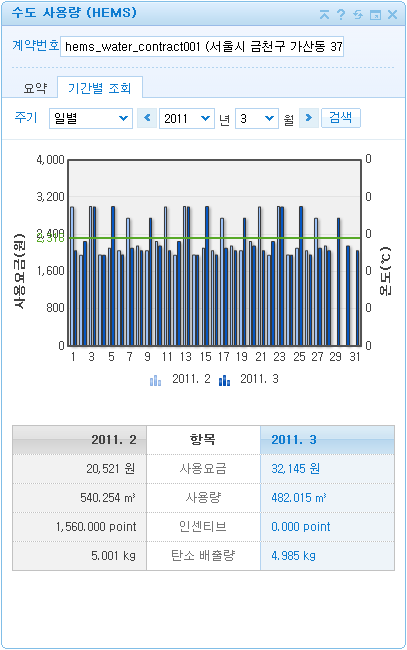 수도 사용량 (HEMS)
계약번호 hems_water_contract001 (서울시 금천구 가산동 37
요약 기간별 조회
주기 일별 2011 년 3 월 검색
4,000 0
3,200 0
2,400 0
1,600 0
800 0
0 0
사용요금(원)
온도(℃)
1 3 5 7 9 11 13 15 17 19 21 23 25 27 29 31
2011. 2 2011. 3
2011. 2 항목 2011. 3
20,521 원 사용요금 32,145 원
540.254 ㎥ 사용량 482.015 ㎥
1,560.000 point 인센티브 0.000 point
5.001 kg 탄소 배출량 4.985 kg